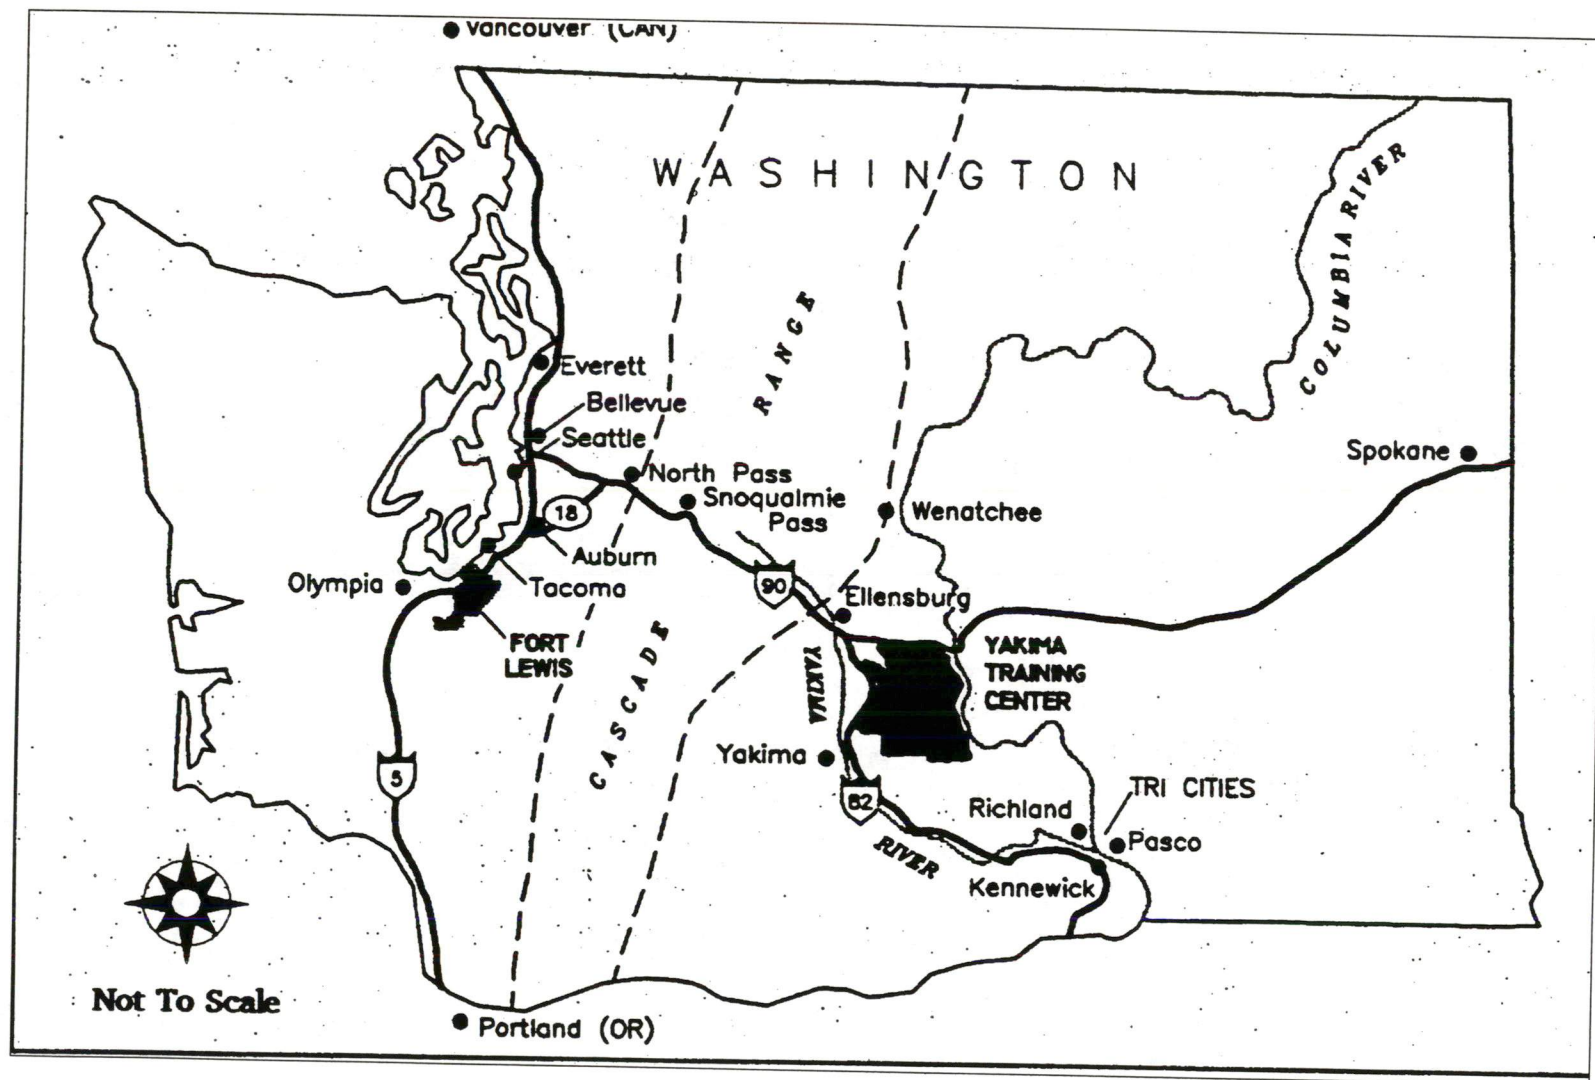 Vancouver (CAN)
WASHINGTON
COLUMBIA RIVER
CASCADE RANGE
Everett
Bellevue
Seattle
North Pass
Snoqualmie
Pass
18
Auburn
Tacoma
Olympia
FORT
LEWIS
Spokane
Wenatchee
90
Ellensburg
YAKIMA RIVER
YAKIMA
TRAINING
CENTER
Yakima
5
82
TRI CITIES
Richland
Pasco
Kennewick
Not To Scale
Portland (OR)